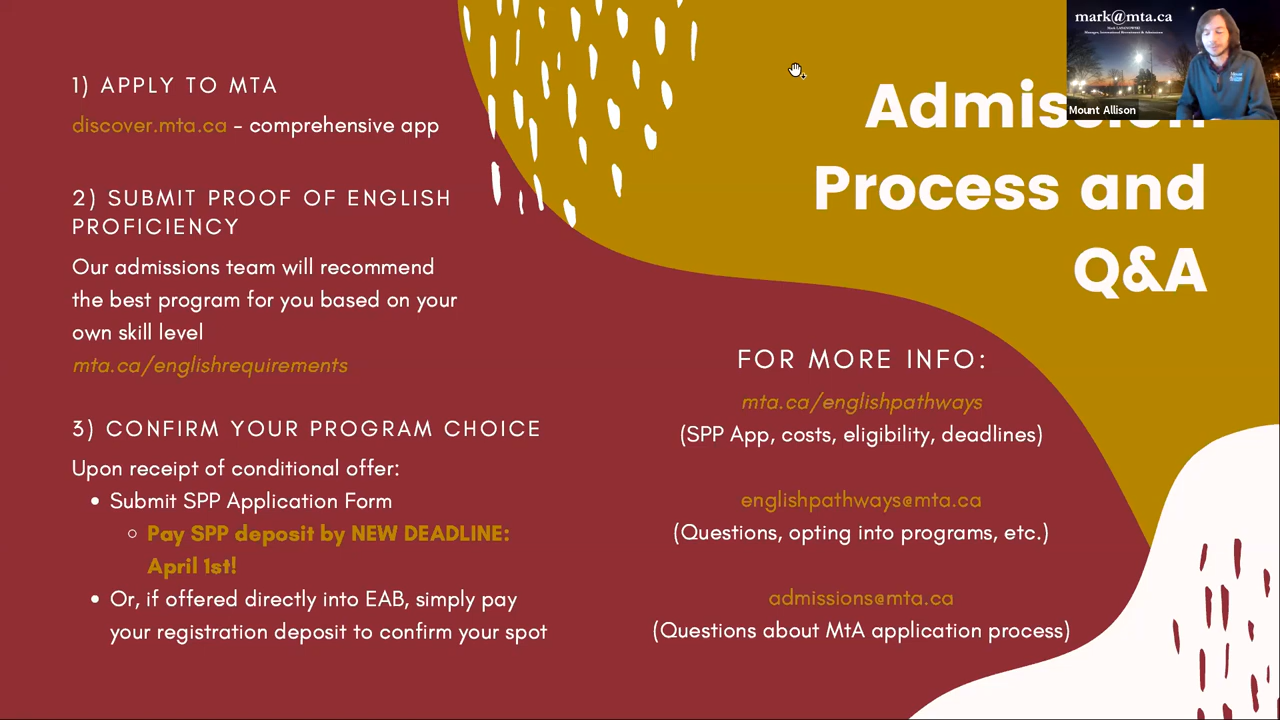 1) APPLY TO MTA
discover.mta.ca - comprehensive app
2) SUBMIT PROOF OF ENGLISH
PROFICIENCY
Our admissions team will recommend
the best program for you based on your
own skill level
mta.ca/englishrequirements
3) CONFIRM YOUR PROGRAM CHOICE
Upon receipt of conditional offer:
• Submit SPP Application Form
○ Pay SPP deposit by NEW DEADLINE:
April 1st!
• Or, if offered directly into EAB, simply pay
your registration deposit to confirm your spot
mark@mta.ca
Manager, International Recruitment & Admissions
Mount Allison
Admission
Process and
Q&A
FOR MORE INFO:
mta.ca/englishpathways
(SPP App, costs, eligibility, deadlines)
englishpathways@mta.ca
(Questions, opting into programs, etc.)
admissions@mta.ca
(Questions about MtA application process)